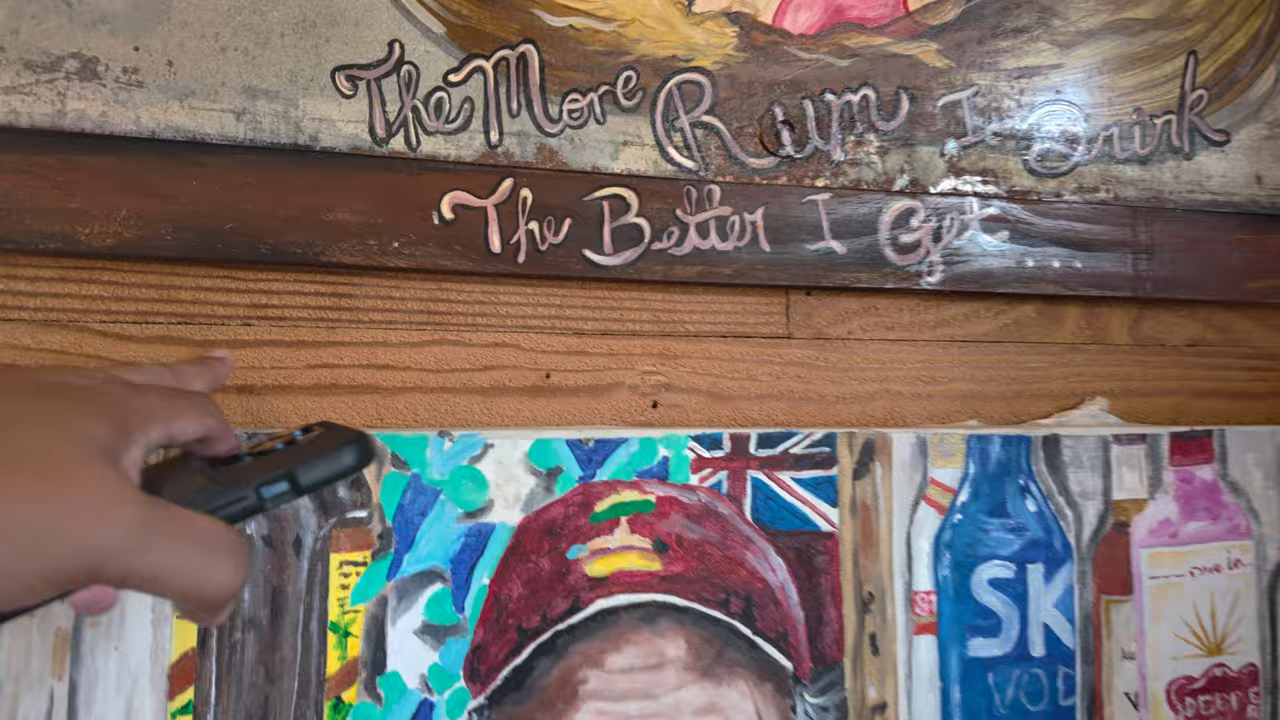 The More Rum I Drink
The Better I Get ....
SK
VOD